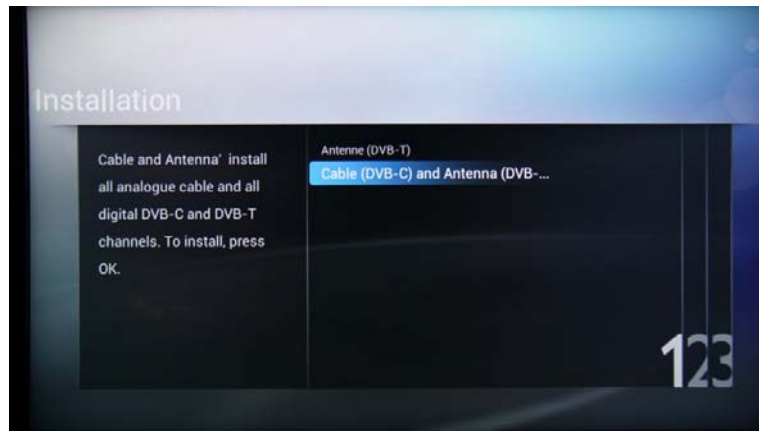 Installation
Cable and Antenna' install
all analogue cable and all
digital DVB-C and DVB-T
channels. To install, press
OK.
Antenne (DVB-T)
Cable (DVB-C) and Antenna (DVB-...
123